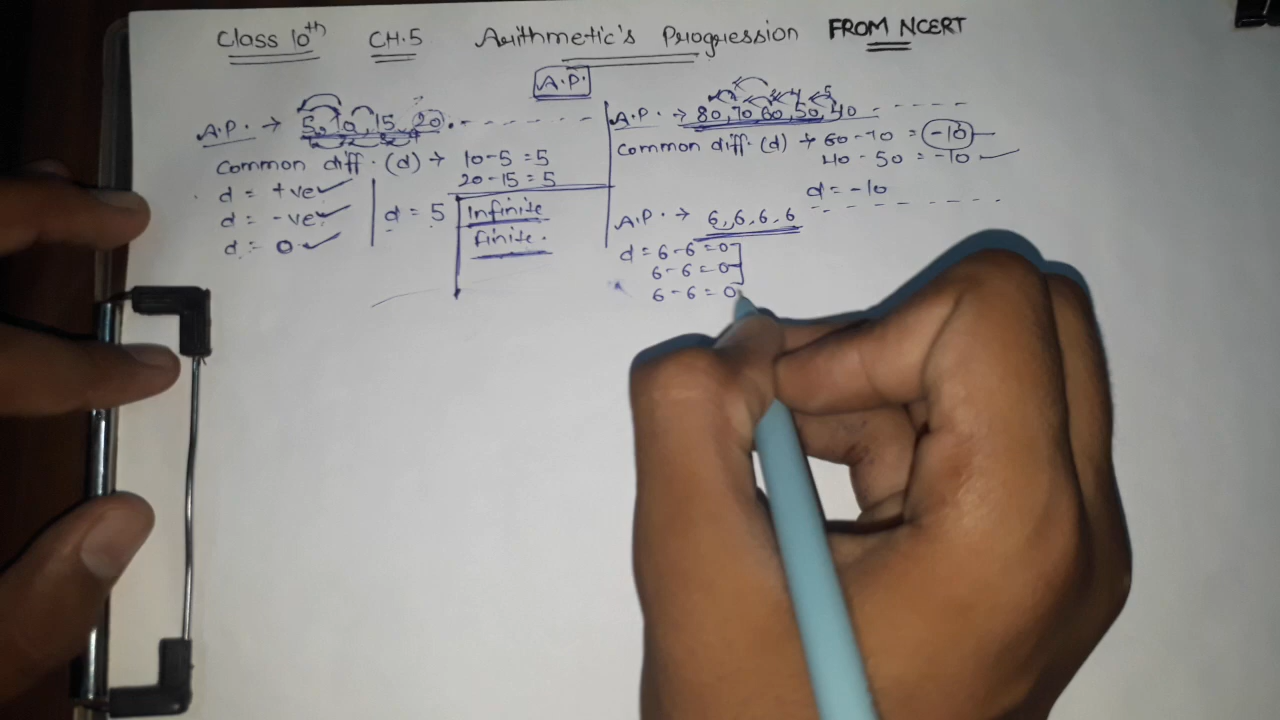 Class 10th CH.5 Arithmetic's Progression FROM NCERT
A.P.
A.P. → 5, 10, 15, 20. - - - - - - -
Common diff. (d) → 10-5 = 5
20-15 = 5
d = +ve ✓
d = -ve ✓
d = 0 ✓
d = 5
Infinite
finite.
A.P. → 80, 70, 60, 50, 40 - - - - - -
Common diff. (d) → 60-70 = -10
40 - 50 = -10 ✓
d = -10
A.P. → 6, 6, 6, 6 - - - - - - -
d = 6-6 = 0
6-6 = 0
6-6 = 0